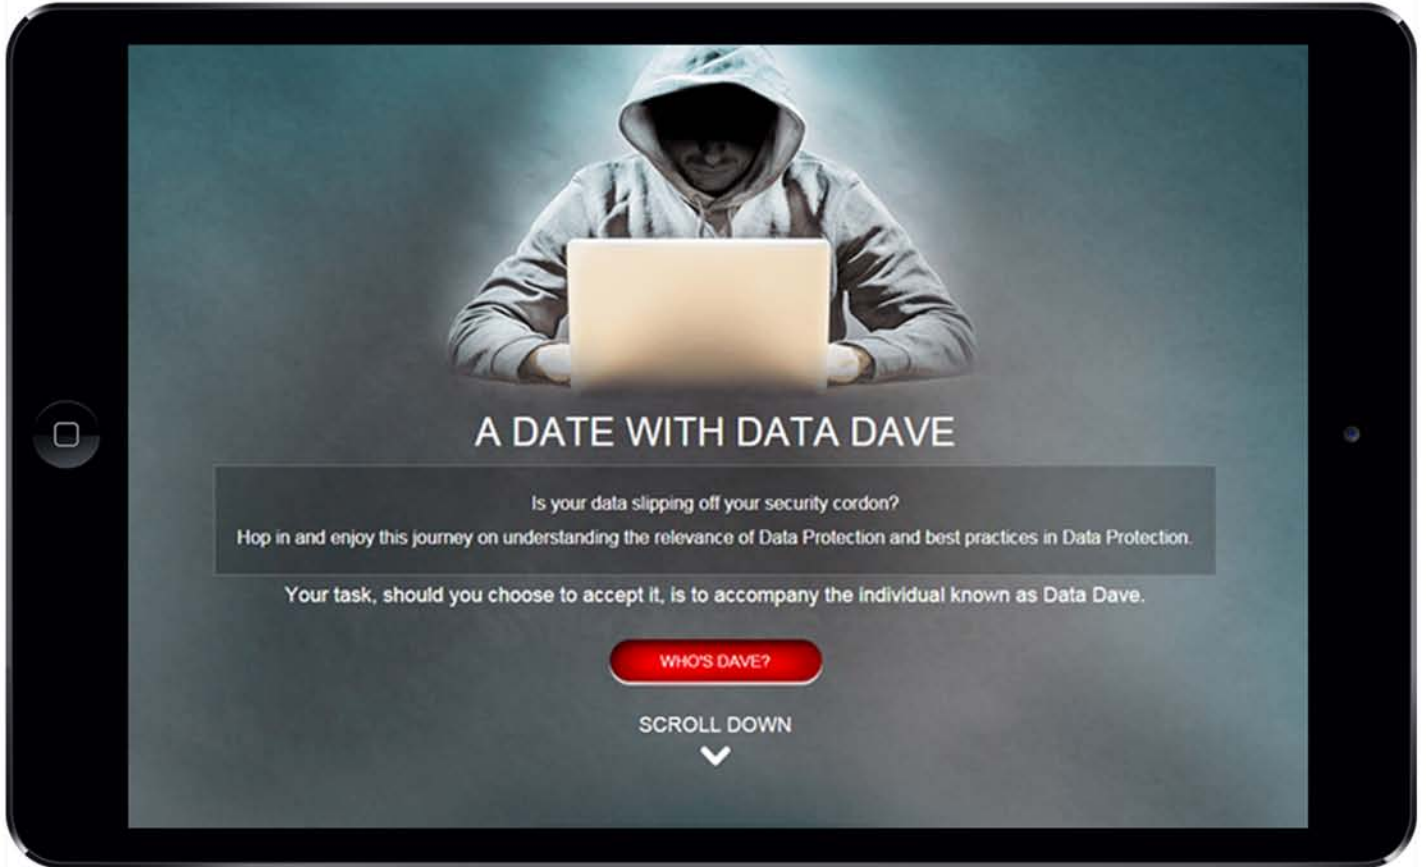 A DATE WITH DATA DAVE
Is your data slipping off your security cordon?
Hop in and enjoy this journey on understanding the relevance of Data Protection and best practices in Data Protection.
Your task, should you choose to accept it, is to accompany the individual known as Data Dave.
WHO'S DAVE?
SCROLL DOWN